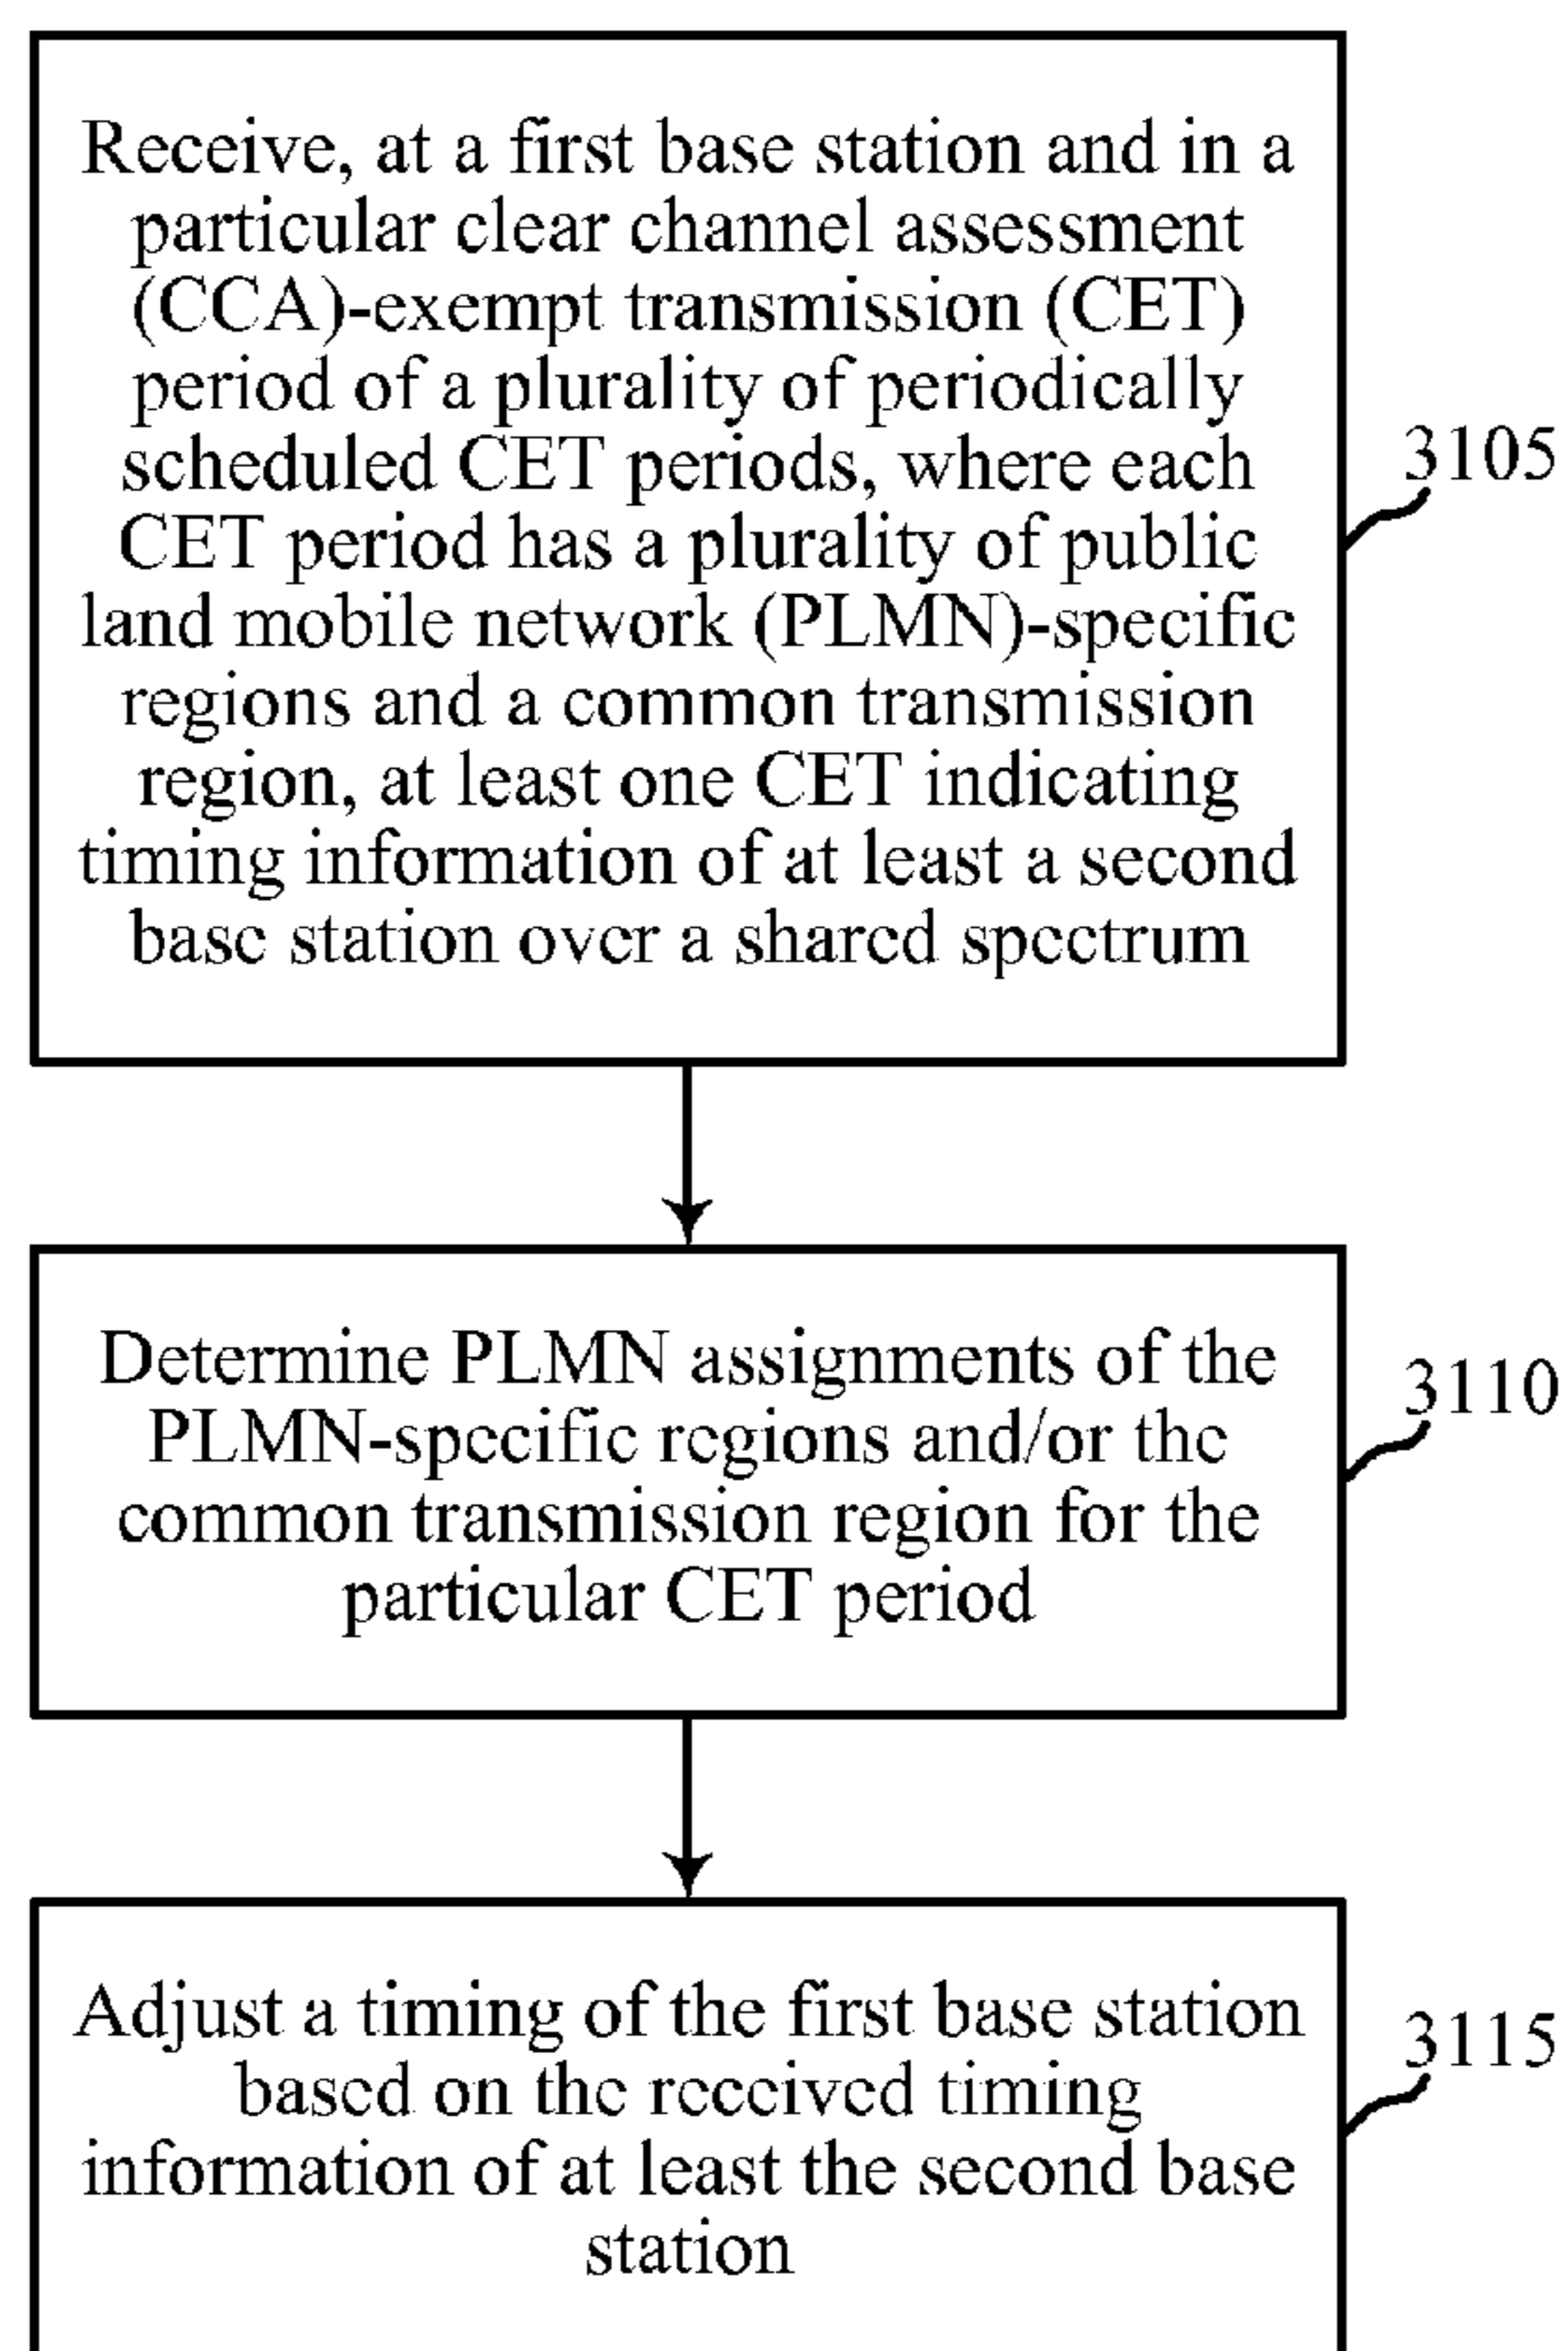 Receive, at a first base station and in a
particular clear channel assessment
(CCA)-exempt transmission (CET)
period of a plurality of periodically
scheduled CET periods, where each
CET period has a plurality of public
land mobile network (PLMN)-specific
regions and a common transmission
region, at least one CET indicating
timing information of at least a second
base station over a shared spectrum
3105
Determine PLMN assignments of the
PLMN-specific regions and/or the
common transmission region for the
particular CET period
3110
Adjust a timing of the first base station
based on the received timing
information of at least the second base
station
3115